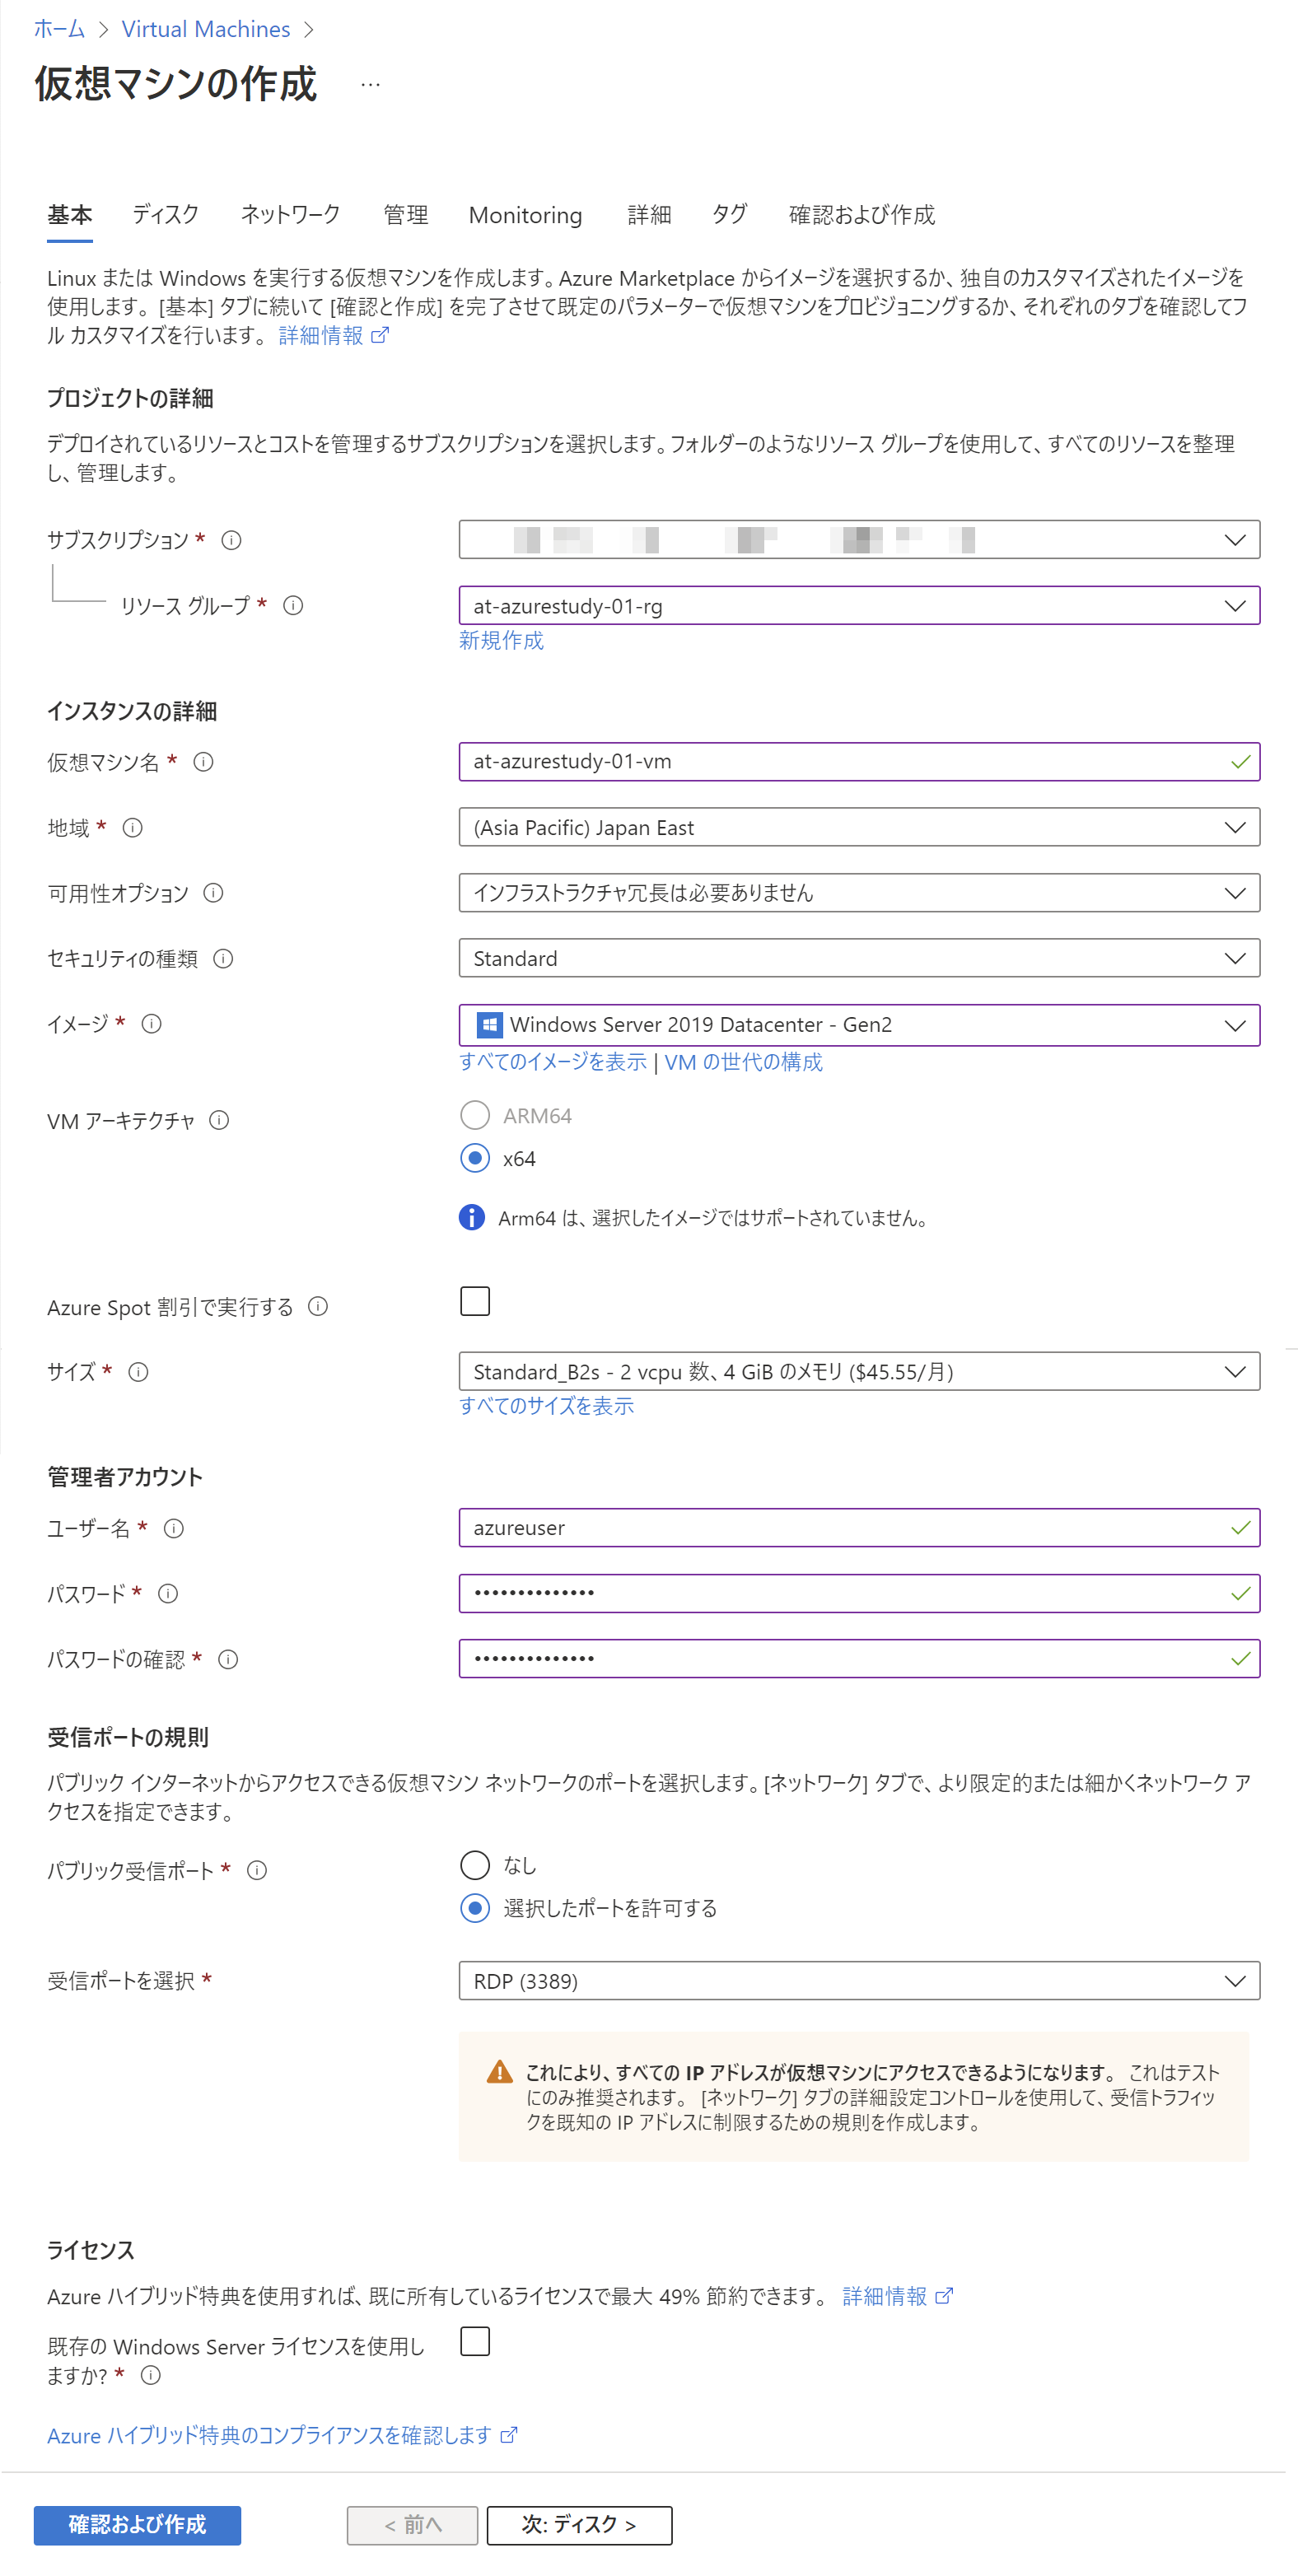 ホーム > Virtual Machines >
仮想マシンの作成 …
基本 ディスク ネットワーク 管理 Monitoring 詳細 タグ 確認および作成
Linux または Windows を実行する仮想マシンを作成します。Azure Marketplace からイメージを選択するか、独自のカスタマイズされたイメージを
使用します。 [基本] タブに続いて [確認と作成] を完了させて既定のパラメーターで仮想マシンをプロビジョニングするか、それぞれのタブを確認してフ
ル カスタマイズを行います。 詳細情報
プロジェクトの詳細
デプロイされているリソースとコストを管理するサブスクリプションを選択します。フォルダーのようなリソース グループを使用して、すべてのリソースを整理
し、管理します。
サブスクリプション *
リソース グループ * at-azurestudy-01-rg
新規作成
インスタンスの詳細
仮想マシン名 * at-azurestudy-01-vm
地域 * (Asia Pacific) Japan East
可用性オプション インフラストラクチャ冗長は必要ありません
セキュリティの種類 Standard
イメージ * Windows Server 2019 Datacenter - Gen2
すべてのイメージを表示 | VM の世代の構成
VM アーキテクチャ ARM64
x64
Arm64 は、選択したイメージではサポートされていません。
Azure Spot 割引で実行する
サイズ * Standard_B2s - 2 vcpu 数、4 GiB のメモリ ($45.55/月)
すべてのサイズを表示
管理者アカウント
ユーザー名 * azureuser
パスワード * ••••••••••••••
パスワードの確認 * ••••••••••••••
受信ポートの規則
パブリック インターネットからアクセスできる仮想マシン ネットワークのポートを選択します。[ネットワーク] タブで、より限定的または細かくネットワーク ア
クセスを指定できます。
パブリック受信ポート * なし
選択したポートを許可する
受信ポートを選択 * RDP (3389)
これにより、すべての IP アドレスが仮想マシンにアクセスできるようになります。 これはテスト
にのみ推奨されます。 [ネットワーク] タブの詳細設定コントロールを使用して、受信トラフィッ
クを既知の IP アドレスに制限するための規則を作成します。
ライセンス
Azure ハイブリッド特典を使用すれば、既に所有しているライセンスで最大 49% 節約できます。 詳細情報
既存の Windows Server ライセンスを使用し
ますか? *
Azure ハイブリッド特典のコンプライアンスを確認します
確認および作成 < 前へ 次: ディスク >